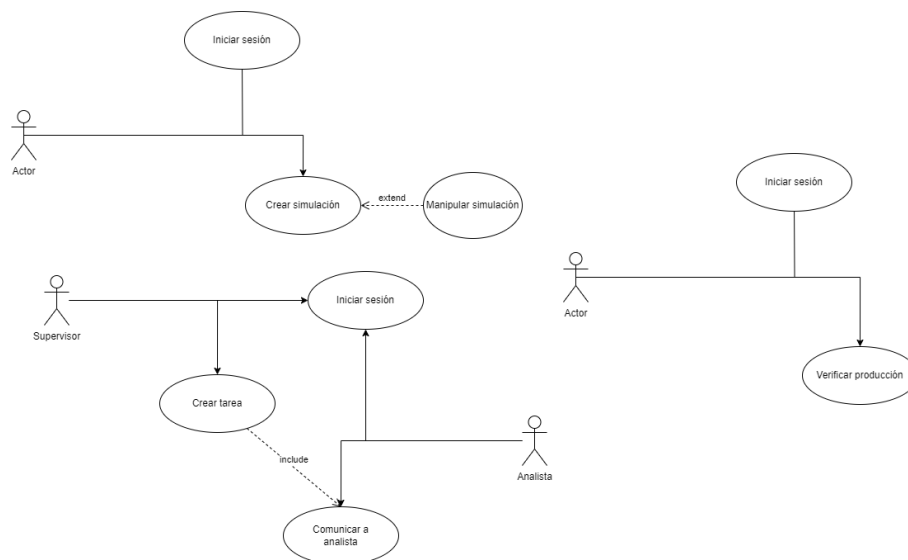 Iniciar sesión
Actor
Crear simulación
extend
Manipular simulación
Iniciar sesión
Actor
Verificar producción
Supervisor
Iniciar sesión
Crear tarea
include
Analista
Comunicar a
analista